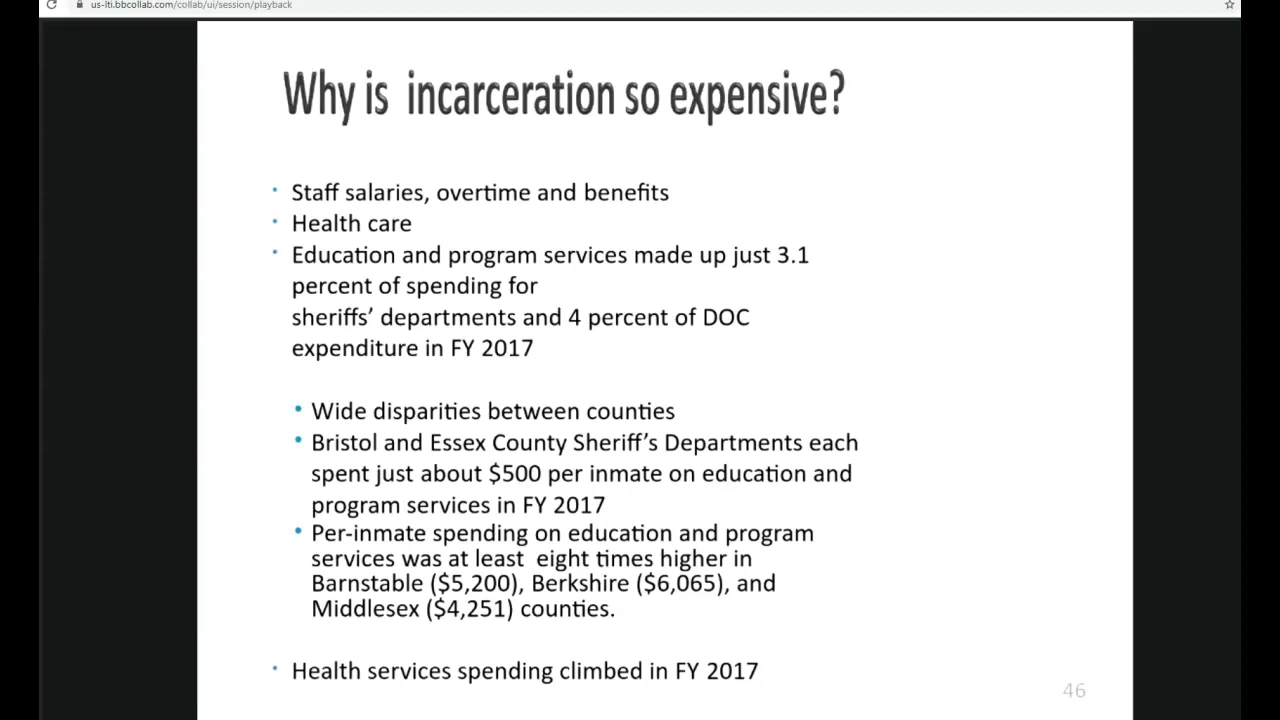 us-lti.bbcollab.com/collab/ui/session/playback
Why is incarceration so expensive?
• Staff salaries, overtime and benefits
• Health care
• Education and program services made up just 3.1
percent of spending for
sheriffs’ departments and 4 percent of DOC
expenditure in FY 2017
• Wide disparities between counties
• Bristol and Essex County Sheriff’s Departments each
spent just about $500 per inmate on education and
program services in FY 2017
• Per-inmate spending on education and program
services was at least eight times higher in
Barnstable ($5,200), Berkshire ($6,065), and
Middlesex ($4,251) counties.
• Health services spending climbed in FY 2017
46